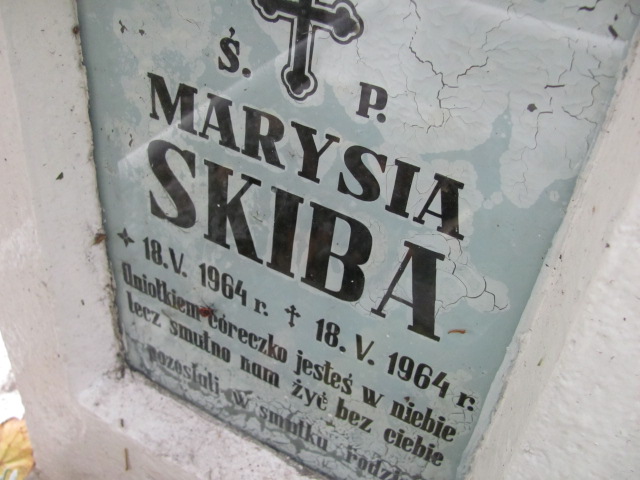 Ś. P.
MARYSIA
SKIBA
18.V. 1964 r. † 18.V. 1964 r.
Aniołkiem córeczko jesteś w niebie
lecz smutno nam żyć bez ciebie
pozostali w smutku